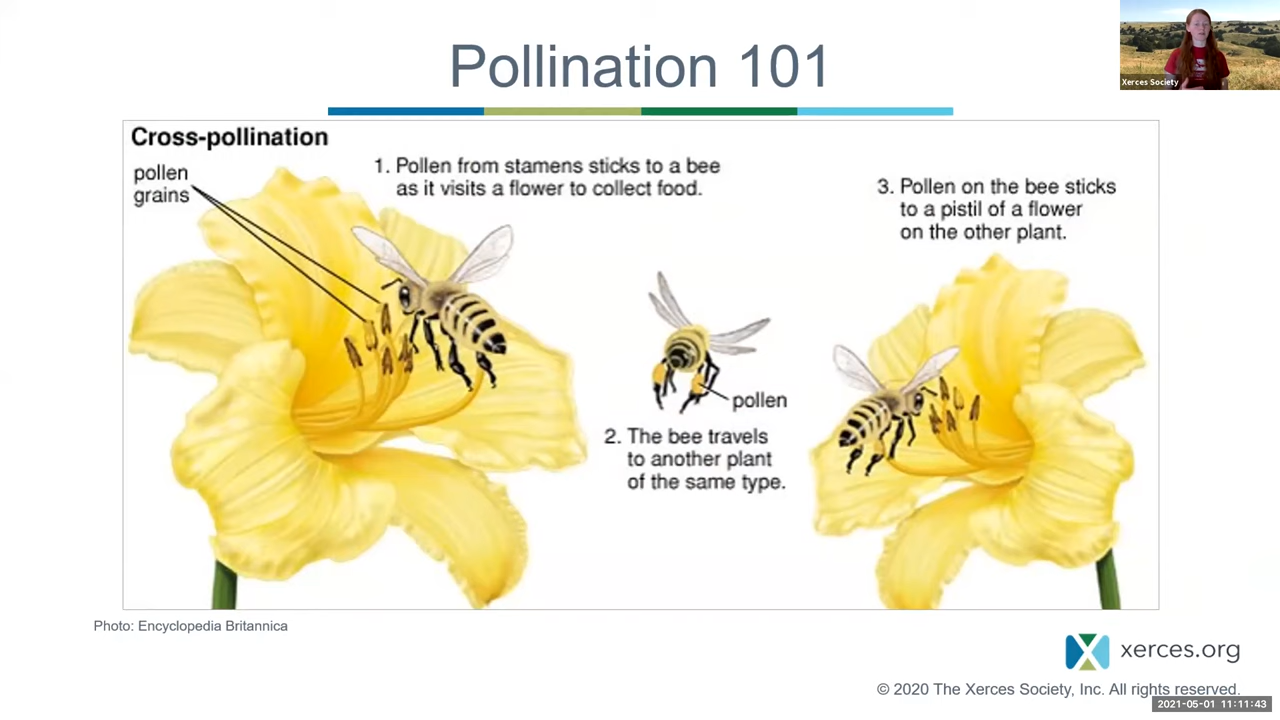 Pollination 101
Xerces Society
Cross-pollination
pollen
grains
1. Pollen from stamens sticks to a bee
as it visits a flower to collect food.
pollen
2. The bee travels
to another plant
of the same type.
3. Pollen on the bee sticks
to a pistil of a flower
on the other plant.
Photo: Encyclopedia Britannica
xerces.org
© 2020 The Xerces Society, Inc. All rights reserved.
2021-05-01 11:11:43